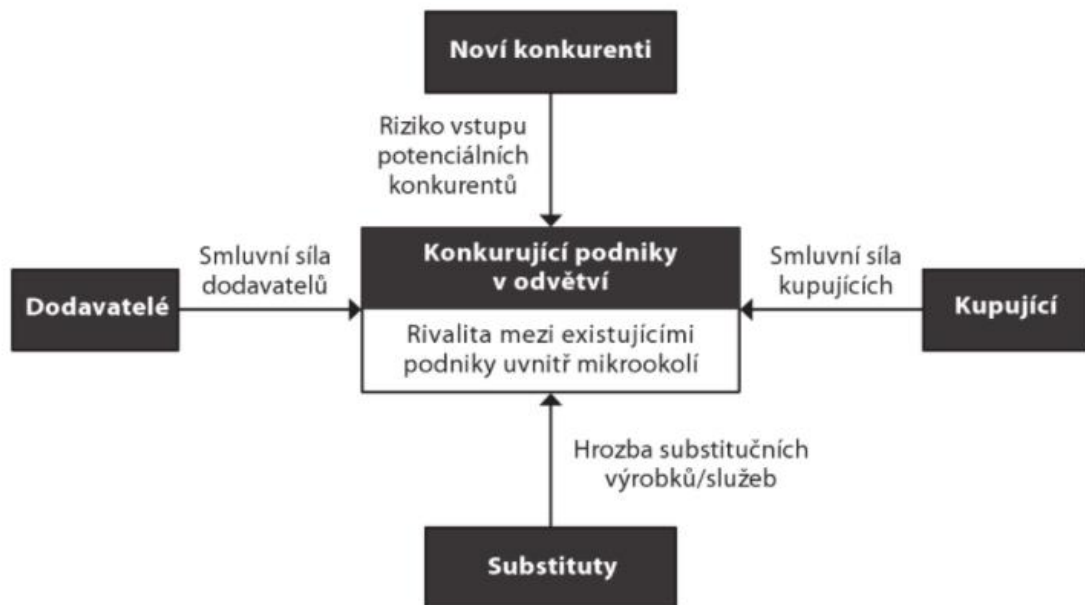 Noví konkurenti
Riziko vstupu
potenciálních
konkurentů
Smluvní síla
dodavatelů
Konkurující podniky
v odvětví
Smluvní síla
kupujících
Dodavatelé
Kupující
Rivalita mezi existujícími
podniky uvnitř mikrookolí
Hrozba substitučních
výrobků/služeb
Substituty